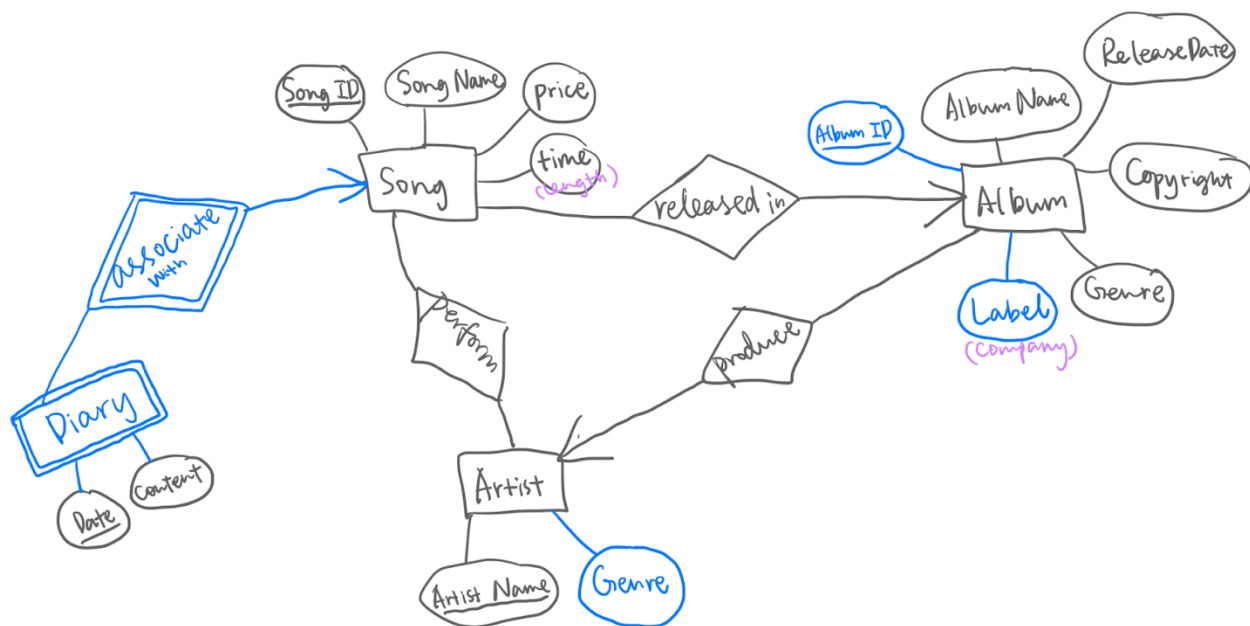 Song ID
Song Name
price
time
(length)
Song
released in
Album ID
Album Name
ReleaseDate
Copyright
Album
Genre
Label
(company)
associate
with
perform
produce
Diary
Date
content
Artist
Artist Name
Genre